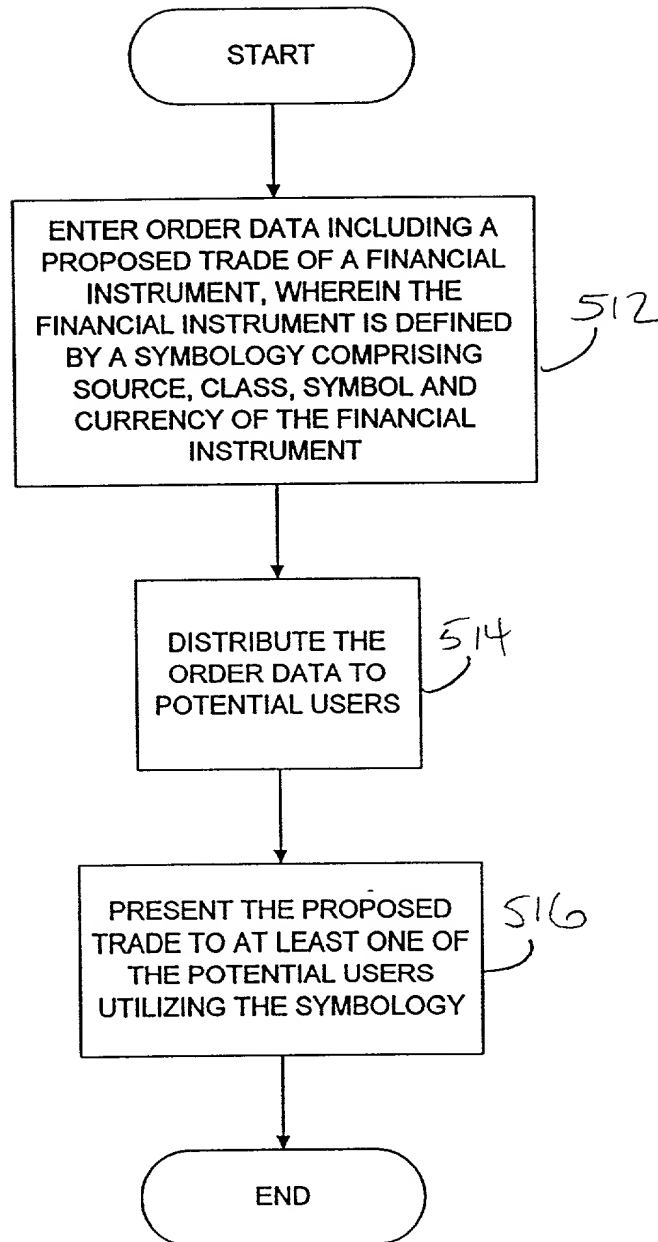 START
ENTER ORDER DATA INCLUDING A
PROPOSED TRADE OF A FINANCIAL
INSTRUMENT, WHEREIN THE
FINANCIAL INSTRUMENT IS DEFINED
BY A SYMBOLOGY COMPRISING
SOURCE, CLASS, SYMBOL AND
CURRENCY OF THE FINANCIAL
INSTRUMENT
512
DISTRIBUTE THE
ORDER DATA TO
POTENTIAL USERS
514
PRESENT THE PROPOSED
TRADE TO AT LEAST ONE OF
THE POTENTIAL USERS
UTILIZING THE SYMBOLOGY
516
END